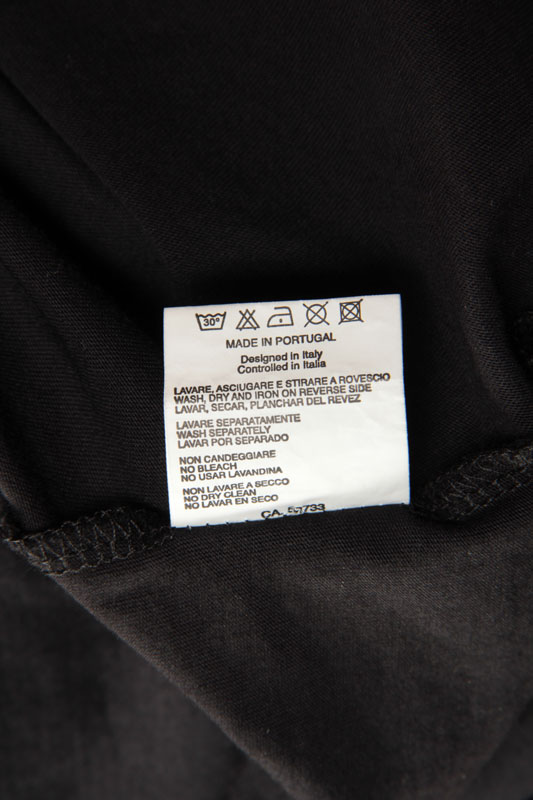 30°
MADE IN PORTUGAL
Designed in Italy
Controlled in Italia
LAVARE, ASCIUGARE E STIRARE A ROVESCIO
WASH, DRY AND IRON ON REVERSE SIDE
LAVAR, SECAR, PLANCHAR DEL REVEZ
LAVARE SEPARATAMENTE
WASH SEPARATELY
LAVAR POR SEPARADO
NON CANDEGGIARE
NO BLEACH
NO USAR LAVANDINA
NON LAVARE A SECCO
NO DRY CLEAN
NO LAVAR EN SECO
CA.